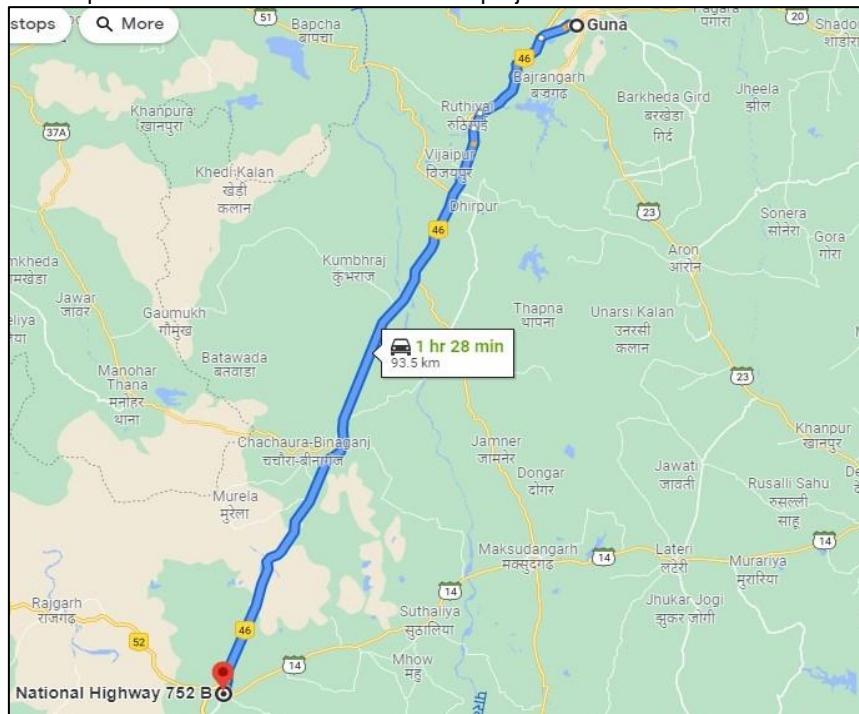 stops
More
51
Bapcha
बापचा
Guna
20
पगारा
46
Bajrangarh
बजरंगगढ़
Khanpura
ख़ानपुरा
Ruthiyai
रुठियाई
Barkheda Gird
बरखेडा
गिर्द
Jheela
झील
37A
Vijaipur
विजयपुर
Khedi Kalan
खेडी
कलान
Dhirpur
46
23
Sonera
सोनेरा
Gora
गोरा
Kumbhraj
कुंभराज
Aron
आरोन
Jawar
जावर
Gaumukh
गौमुख
Thapna
थापना
Unarsi Kalan
उनरसी
कलान
Batawada
बतवाडा
1 hr 28 min
93.5 km
Manohar
Thana
मनोहर
थाना
23
Chachaura-Binaganj
चचौरा-बीनागंज
Jamner
जामनेर
Khanpur
खानपुर
Dongar
दोंगर
Jawati
जावती
Rusalli Sahu
रुसल्ली
साहू
Murela
मुरेला
14
Maksudangarh
मक्सुदंगढ़
14
Lateri
लटेरी
Murariya
मुरारिया
14
Jhukar Jogi
झुकर जोगी
Rajgarh
राजगढ़
52
46
Suthaliya
सुठालिया
14
Mhow
महु
National Highway 752 B